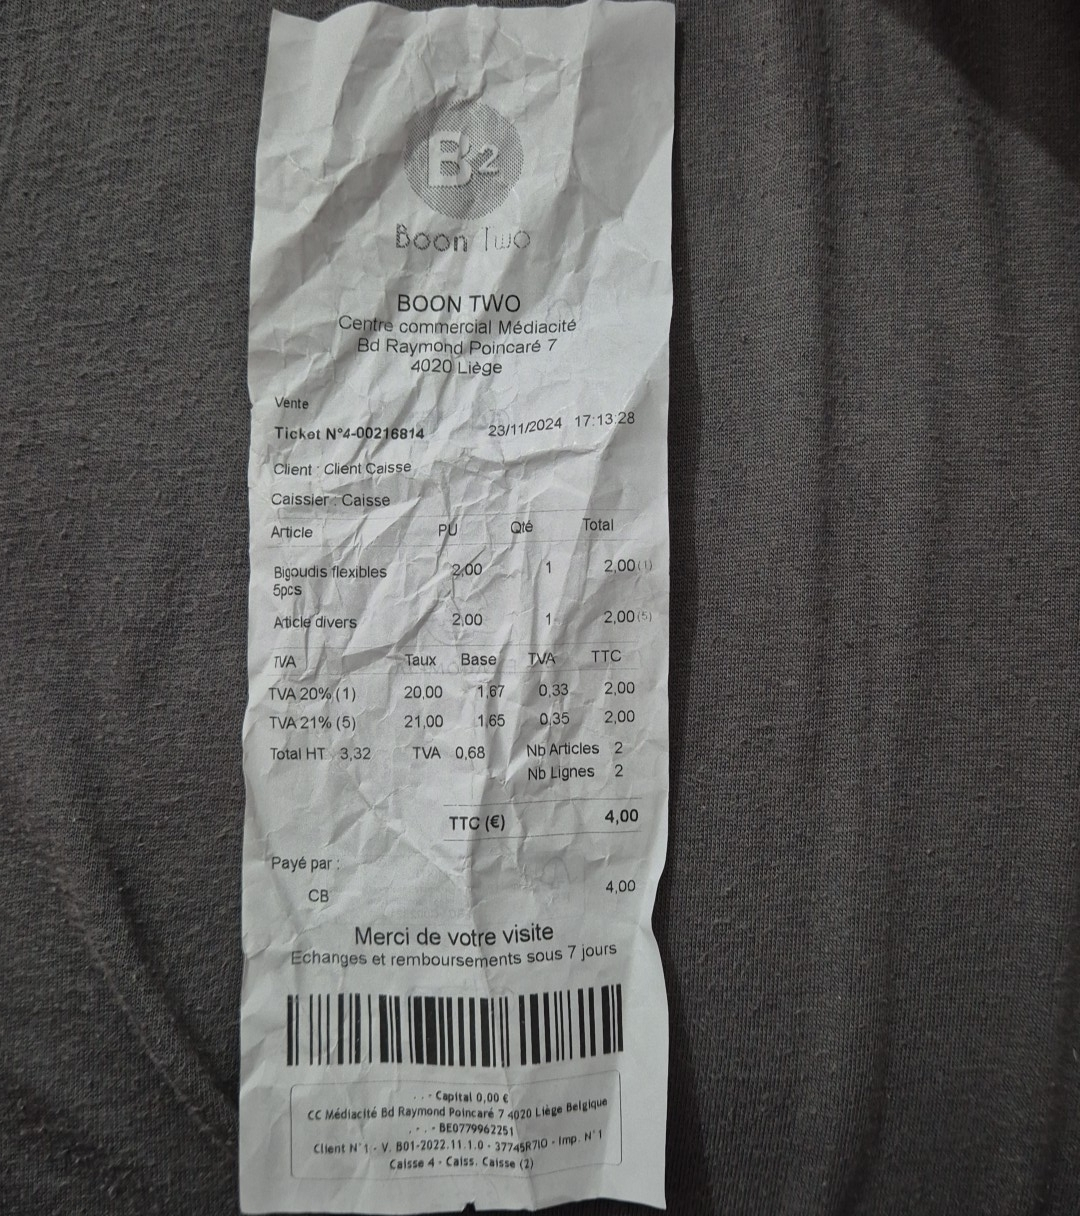 B2
Boon Two
BOON TWO
Centre commercial Médiacité
Bd Raymond Poincaré 7
4020 Liège
Vente
Ticket N°4-00216814 23/11/2024 17:13:28
Client : Client Caisse
Caissier : Caisse
Article PU Qté Total
Bigoudis flexibles 2,00 1 2,00 (1)
5pcs
Article divers 2,00 1 2,00 (5)
TVA Taux Base TVA TTC
TVA 20% (1) 20,00 1,67 0,33 2,00
TVA 21% (5) 21,00 1,65 0,35 2,00
Total HT 3,32 TVA 0,68 Nb Articles 2
Nb Lignes 2
TTC (€) 4,00
Payé par :
CB 4,00
Merci de votre visite
Echanges et remboursements sous 7 jours
. . - Capital 0,00 €
CC Médiacité Bd Raymond Poincaré 7 4020 Liège Belgique
. - . - BE0779962251
Client N°1 - V. B01-2022.11.1.0 - 37745R7IO - Imp. N°1
Caisse 4 - Caiss. Caisse (2)